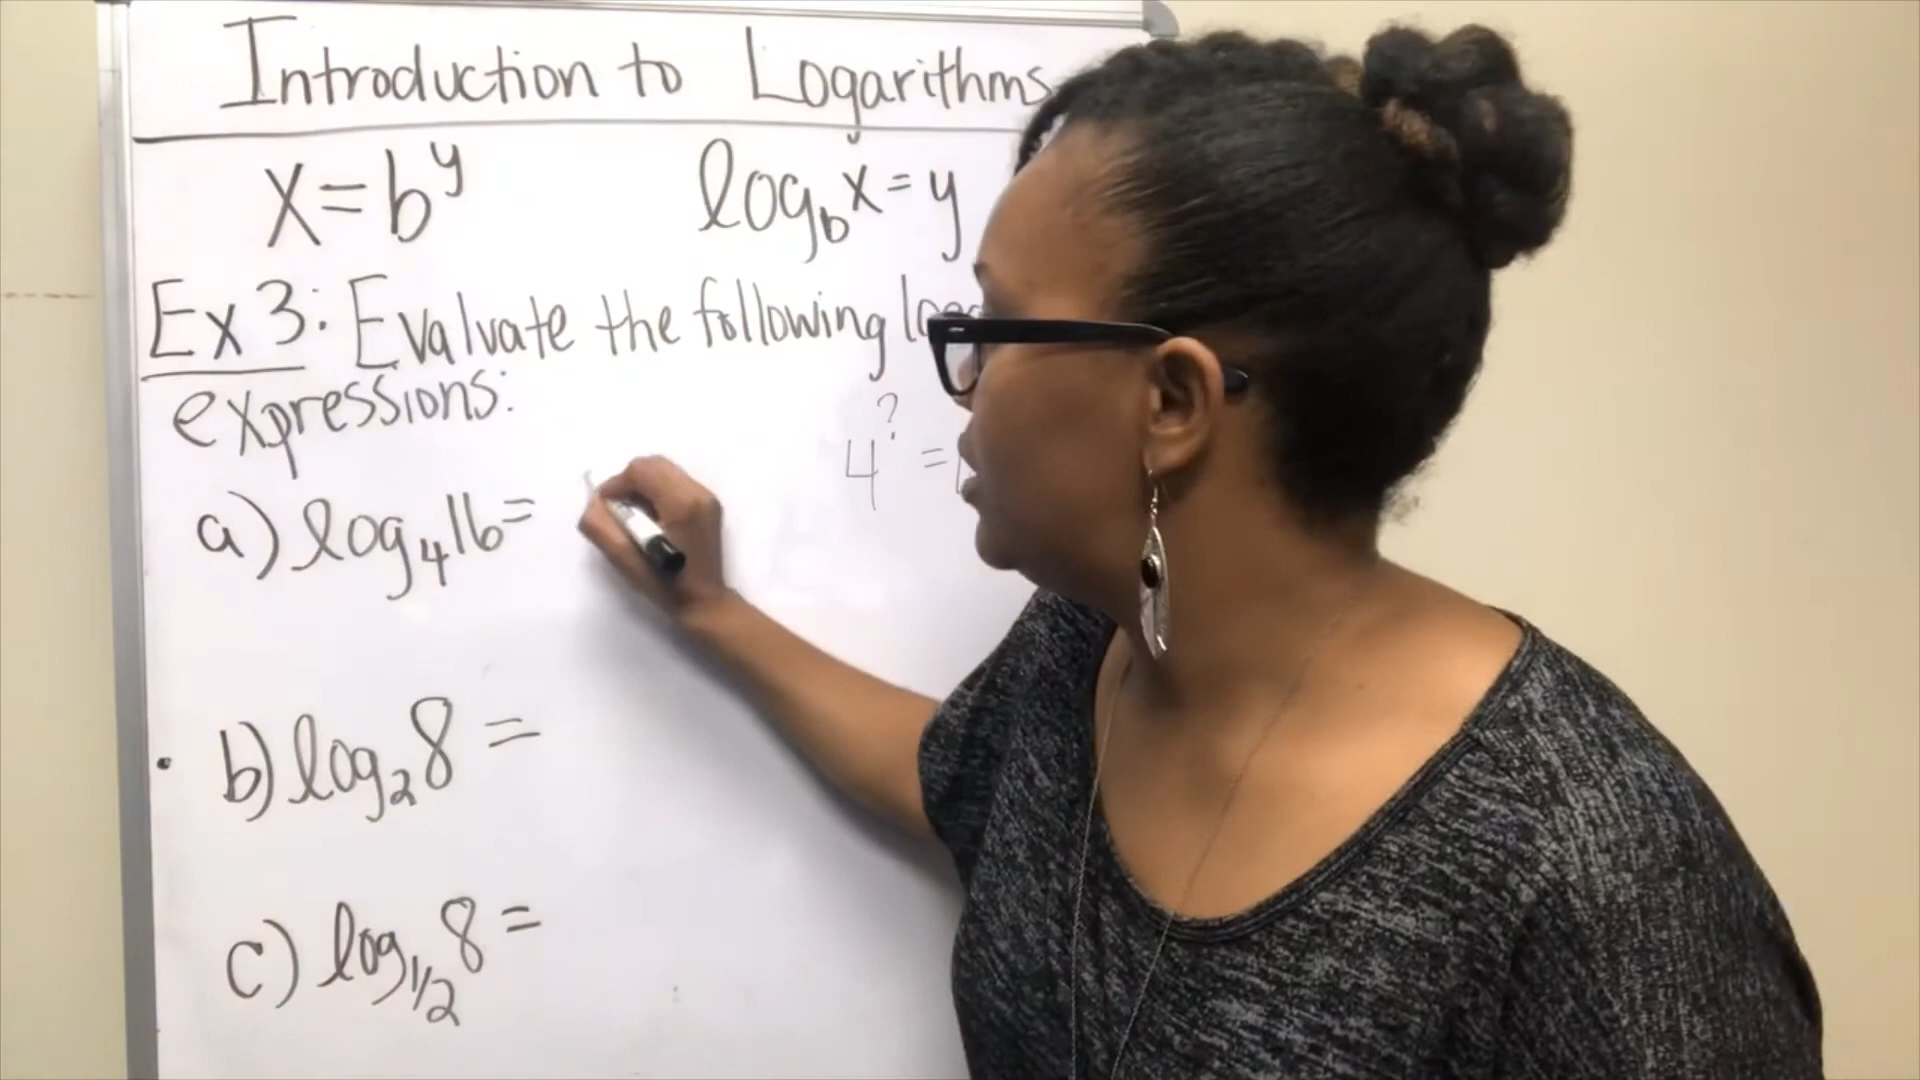 Introduction to Logarithms
x=b^y log_b x=y
Ex 3: Evaluate the following
expressions:
4^? =
a) log_4 16=
b) log_2 8 =
c) log_1/2 8 =